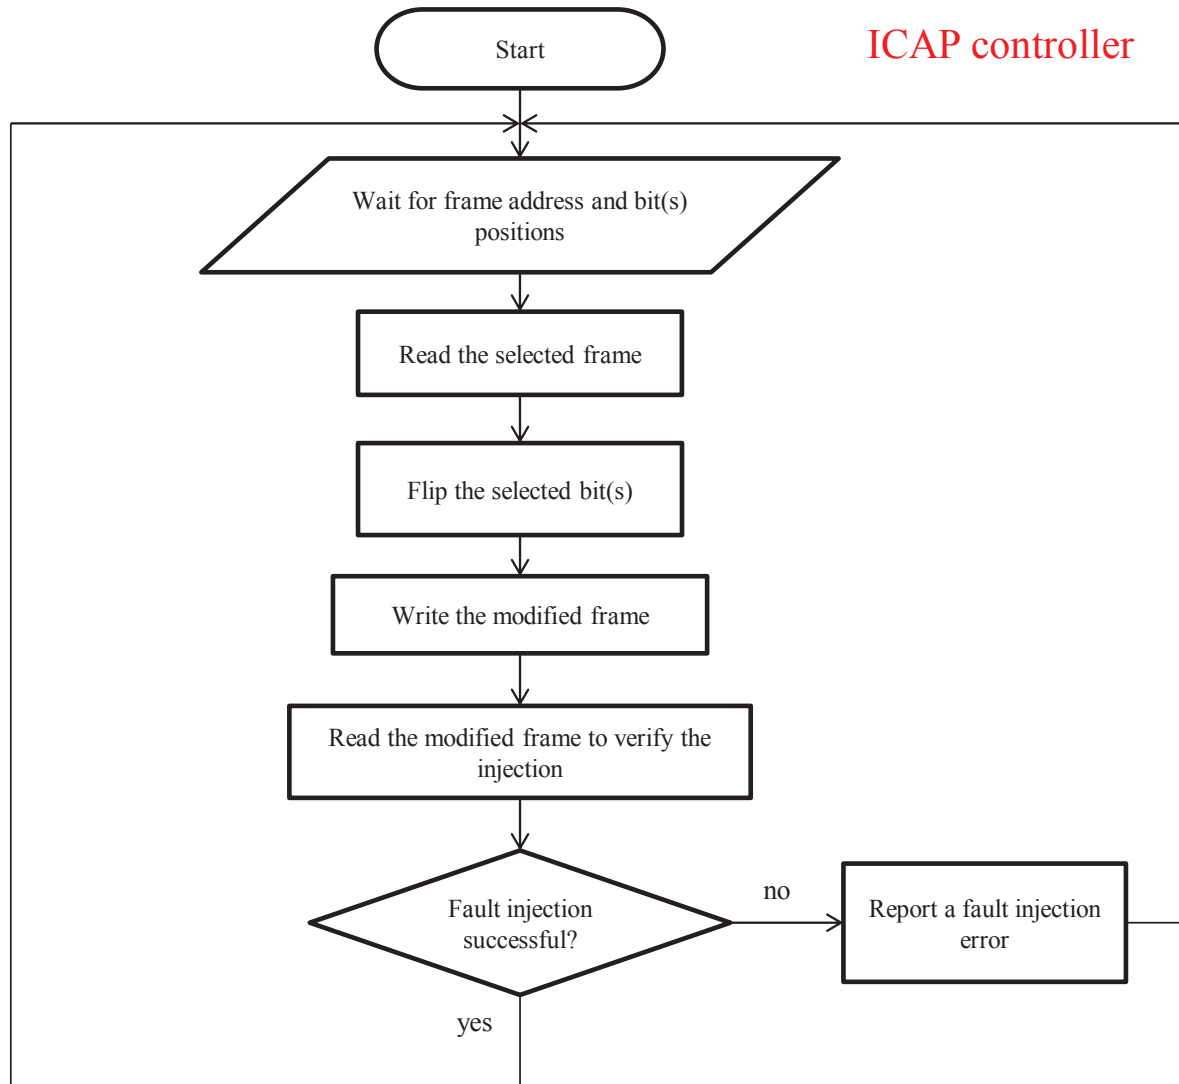 Start
ICAP controller
Wait for frame address and bit(s)
positions
Read the selected frame
Flip the selected bit(s)
Write the modified frame
Read the modified frame to verify the
injection
Fault injection
successful?
no
Report a fault injection
error
yes